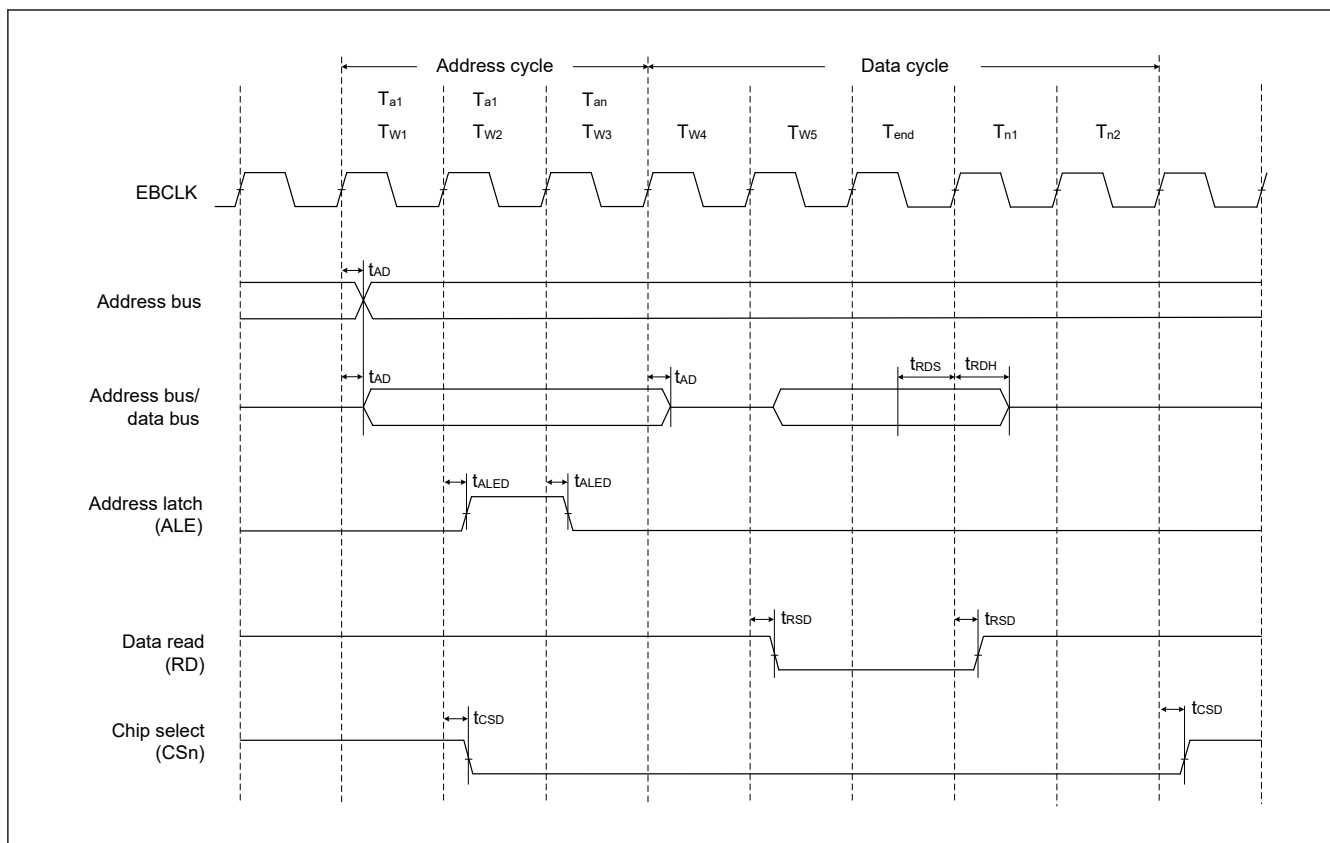 Address cycle Data cycle
Ta1 Ta1 Tan
TW1 TW2 TW3 TW4 TW5 Tend Tn1 Tn2
EBCLK
tAD
Address bus
tAD tAD tRDS tRDH
Address bus/
data bus
tALED tALED
Address latch
(ALE)
tRSD tRSD
Data read
(RD)
tCSD tCSD
Chip select
(CSn)